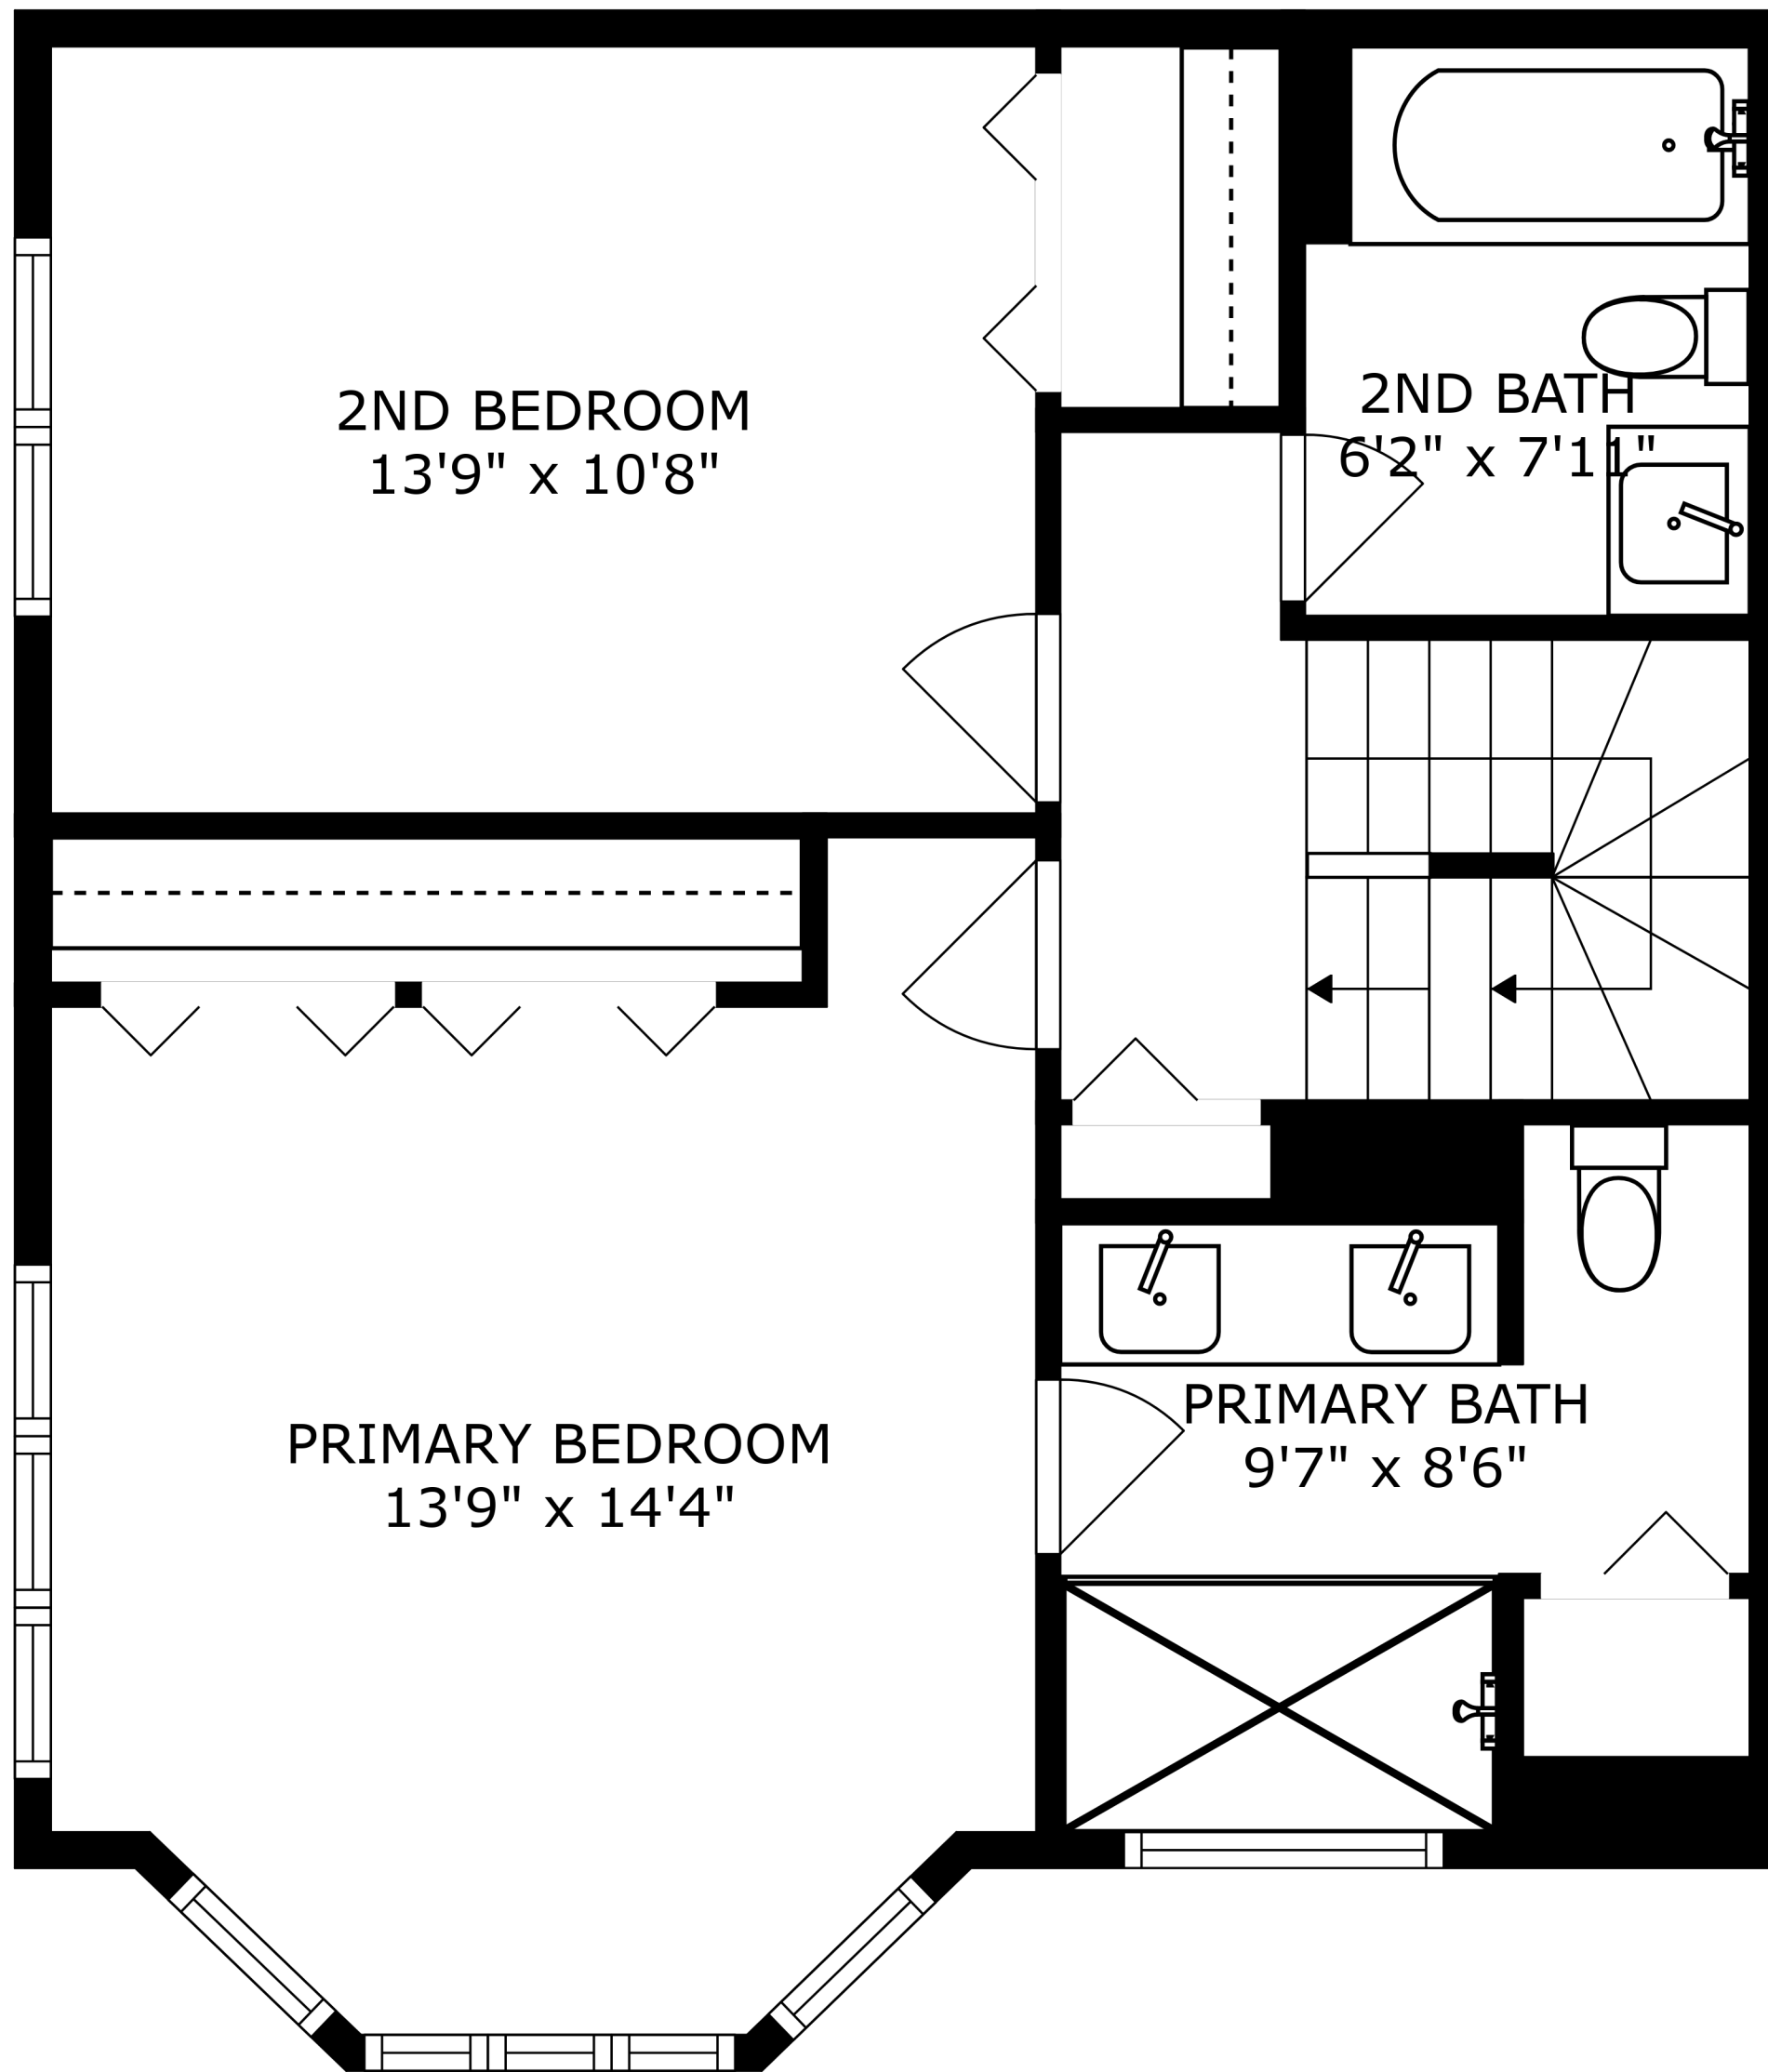 2ND BEDROOM
13'9" x 10'8"
2ND BATH
6'2" x 7'11"
PRIMARY BEDROOM
13'9" x 14'4"
PRIMARY BATH
9'7" x 8'6"